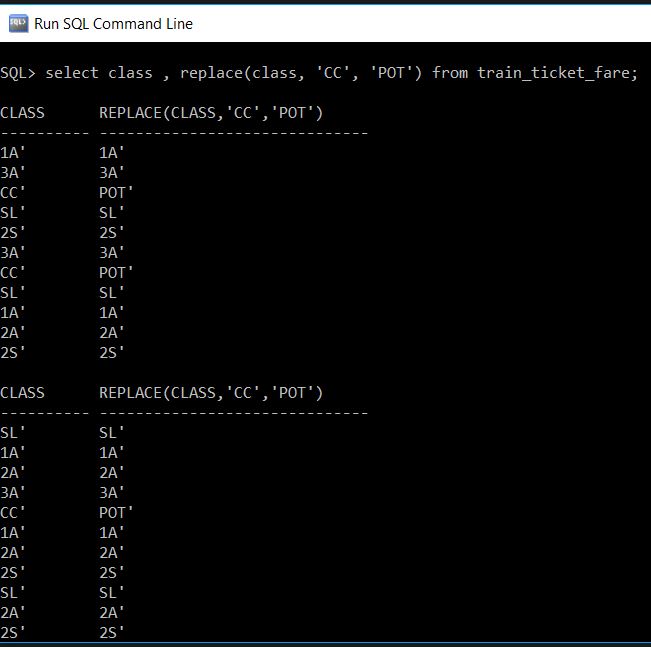 Run SQL Command Line
SQL> select class , replace(class, 'CC', 'POT') from train_ticket_fare;
CLASS      REPLACE(CLASS,'CC','POT')
---------- ------------------------------
1A'        1A'
3A'        3A'
CC'        POT'
SL'        SL'
2S'        2S'
3A'        3A'
CC'        POT'
SL'        SL'
1A'        1A'
2A'        2A'
2S'        2S'
CLASS      REPLACE(CLASS,'CC','POT')
---------- ------------------------------
SL'        SL'
1A'        1A'
2A'        2A'
3A'        3A'
CC'        POT'
1A'        1A'
2A'        2A'
2S'        2S'
SL'        SL'
2A'        2A'
2S'        2S'